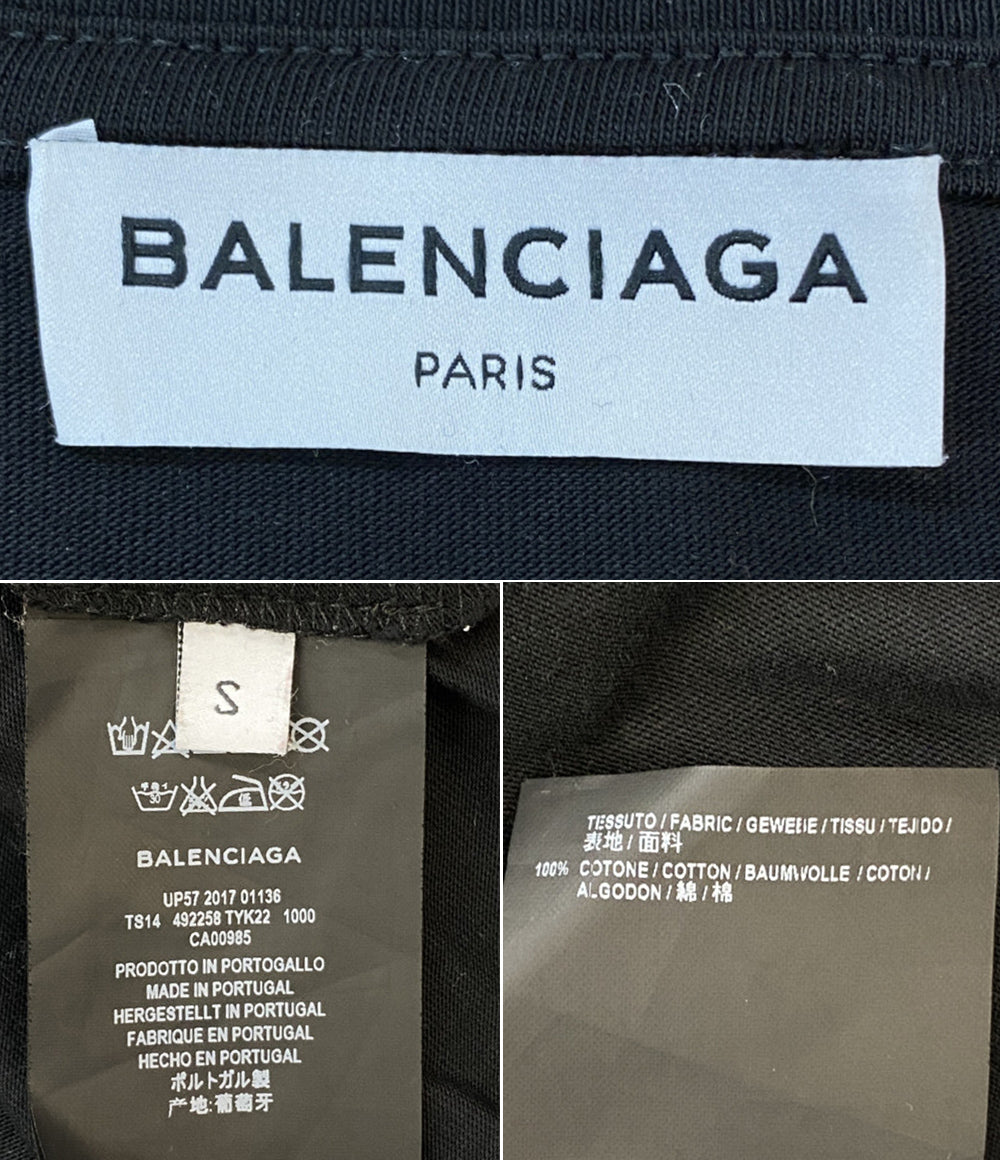 BALENCIAGA
PARIS
S
BALENCIAGA
UP57 2017 01136
TS14 492258 TYK22 1000
CA00985
PRODOTTO IN PORTOGALLO
MADE IN PORTUGAL
HERGESTELLT IN PORTUGAL
FABRIQUE EN PORTUGAL
HECHO EN PORTUGAL
ポルトガル製
产地:葡萄牙
TESSUTO / FABRIC / GEWEBE / TISSU / TEJIDO /
表地 / 面料
100% COTONE / COTTON / BAUMWOLLE / COTON /
ALGODON / 綿 / 棉